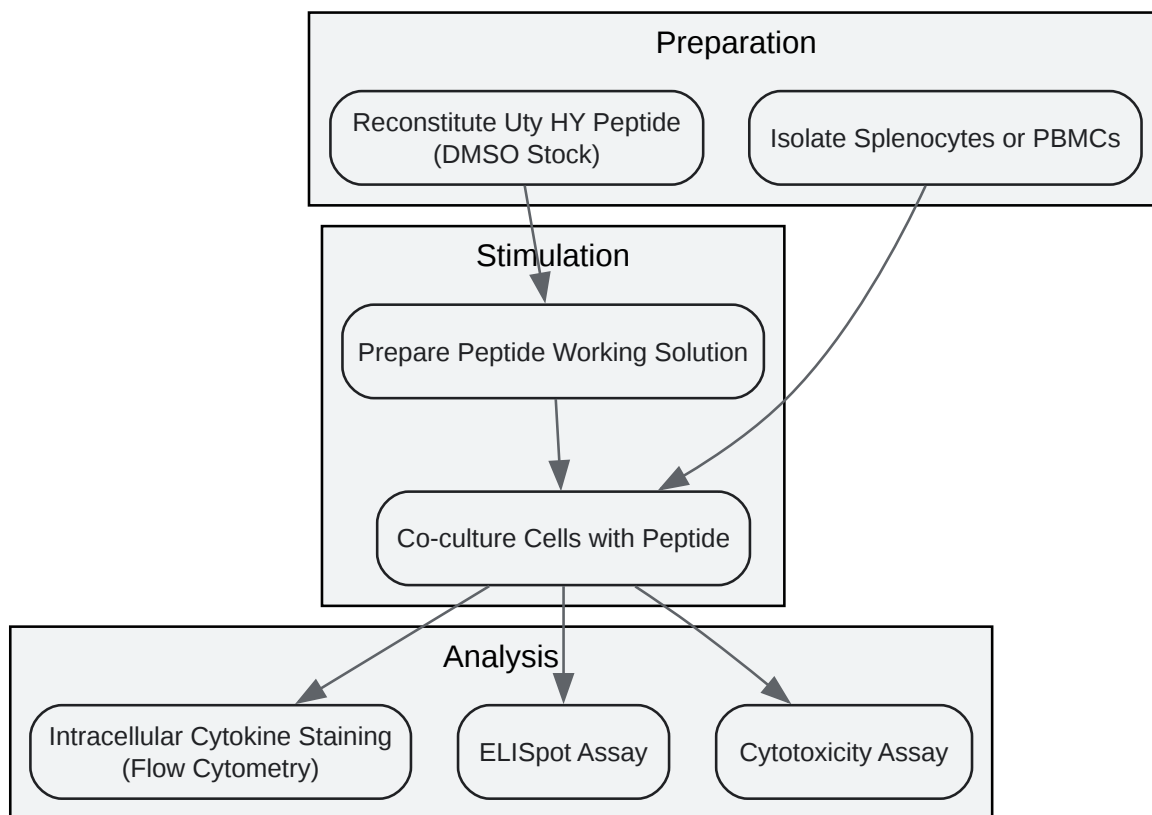 Preparation
Reconstitute Uty HY Peptide
(DMSO Stock)
Isolate Splenocytes or PBMCs
Stimulation
Prepare Peptide Working Solution
Co-culture Cells with Peptide
Analysis
Intracellular Cytokine Staining
(Flow Cytometry)
ELISpot Assay
Cytotoxicity Assay